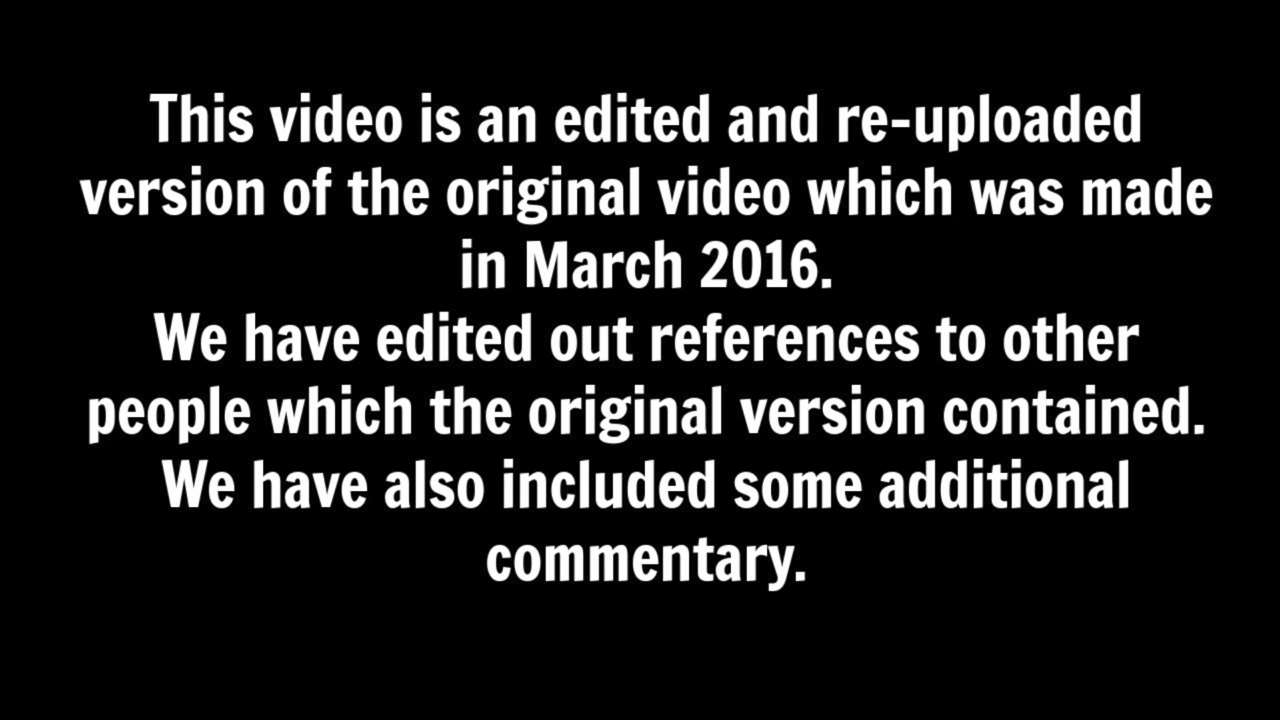 This video is an edited and re-uploaded
version of the original video which was made
in March 2016.
We have edited out references to other
people which the original version contained.
We have also included some additional
commentary.